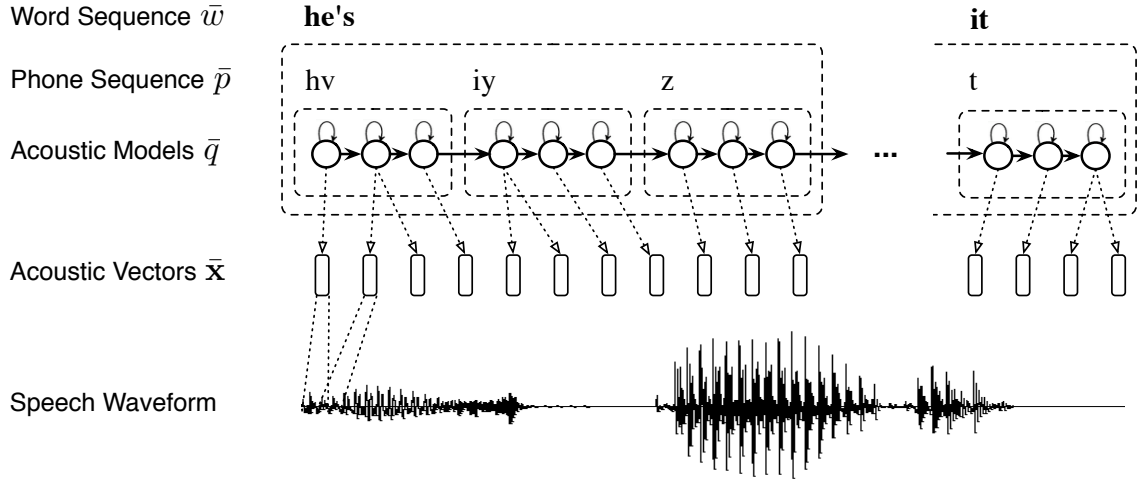 Word Sequence w̄ he's it
Phone Sequence p̄ hv iy z t
Acoustic Models q̄ ...
Acoustic Vectors x̄
Speech Waveform